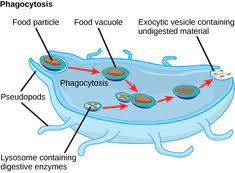 Phagocytosis
Food particle
Food vacuole
Exocytic vesicle containing
undigested material
Phagocytosis
Pseudopods
Lysosome containing
digestive enzymes